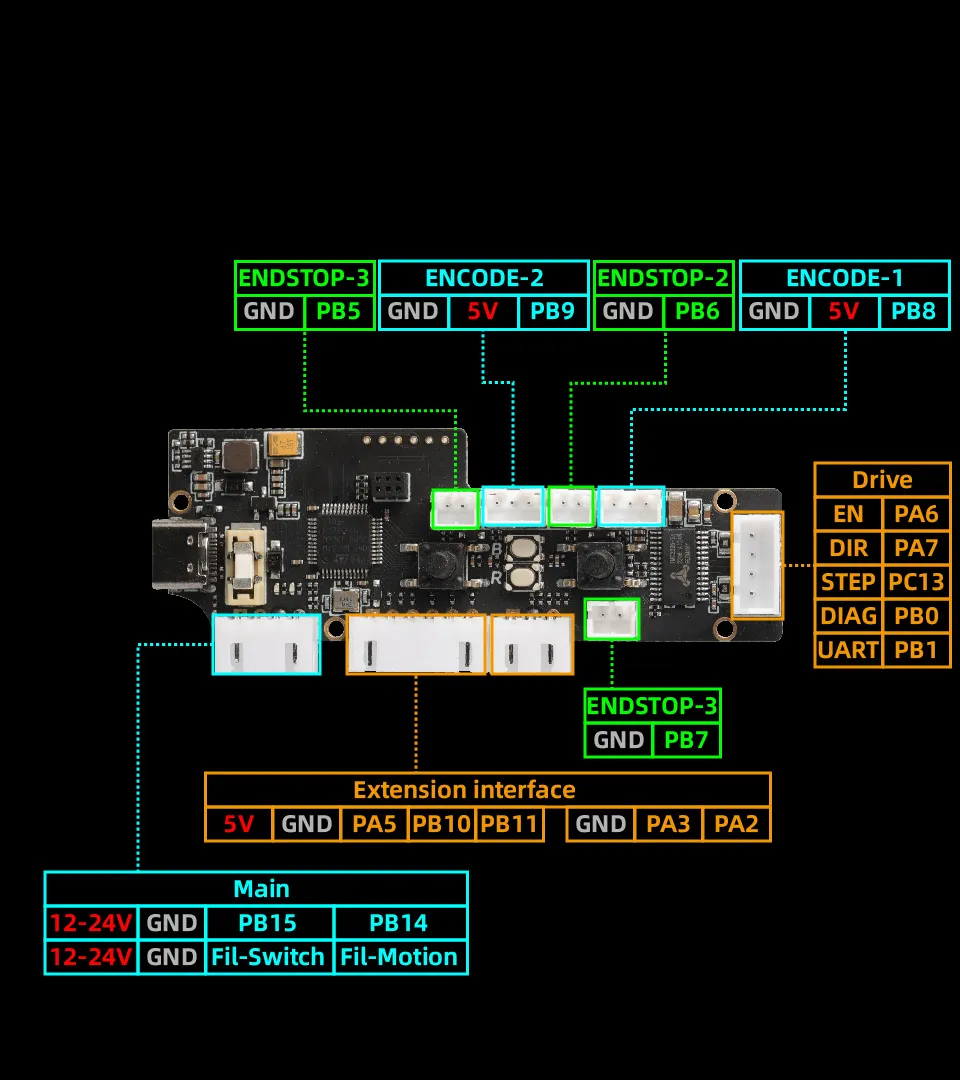 ENDSTOP-3 ENCODE-2 ENDSTOP-2 ENCODE-1
GND PB5 GND 5V PB9 GND PB6 GND 5V PB8
Drive
EN PA6
DIR PA7
STEP PC13
DIAG PB0
UART PB1
B
R
ENDSTOP-3
GND PB7
Extension interface
5V GND PA5 PB10 PB11 GND PA3 PA2
Main
12-24V GND PB15 PB14
12-24V GND Fil-Switch Fil-Motion